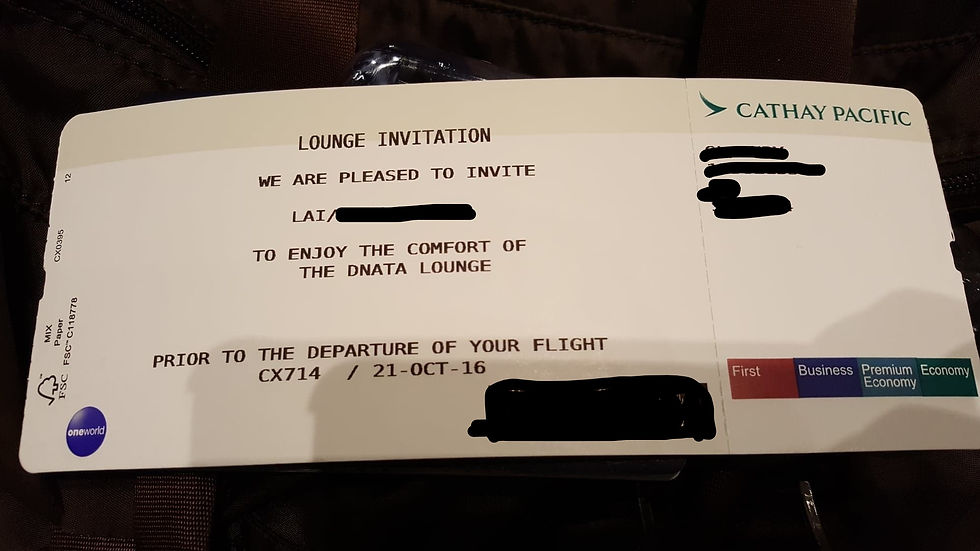 LOUNGE INVITATION
WE ARE PLEASED TO INVITE
LAI/
TO ENJOY THE COMFORT OF
THE DNATA LOUNGE
PRIOR TO THE DEPARTURE OF YOUR FLIGHT
CX714 / 21-OCT-16
CATHAY PACIFIC
First
Business
Premium
Economy
Economy
12
CX0395
MIX
Paper
FSC™ C118778
FSC™
oneworld